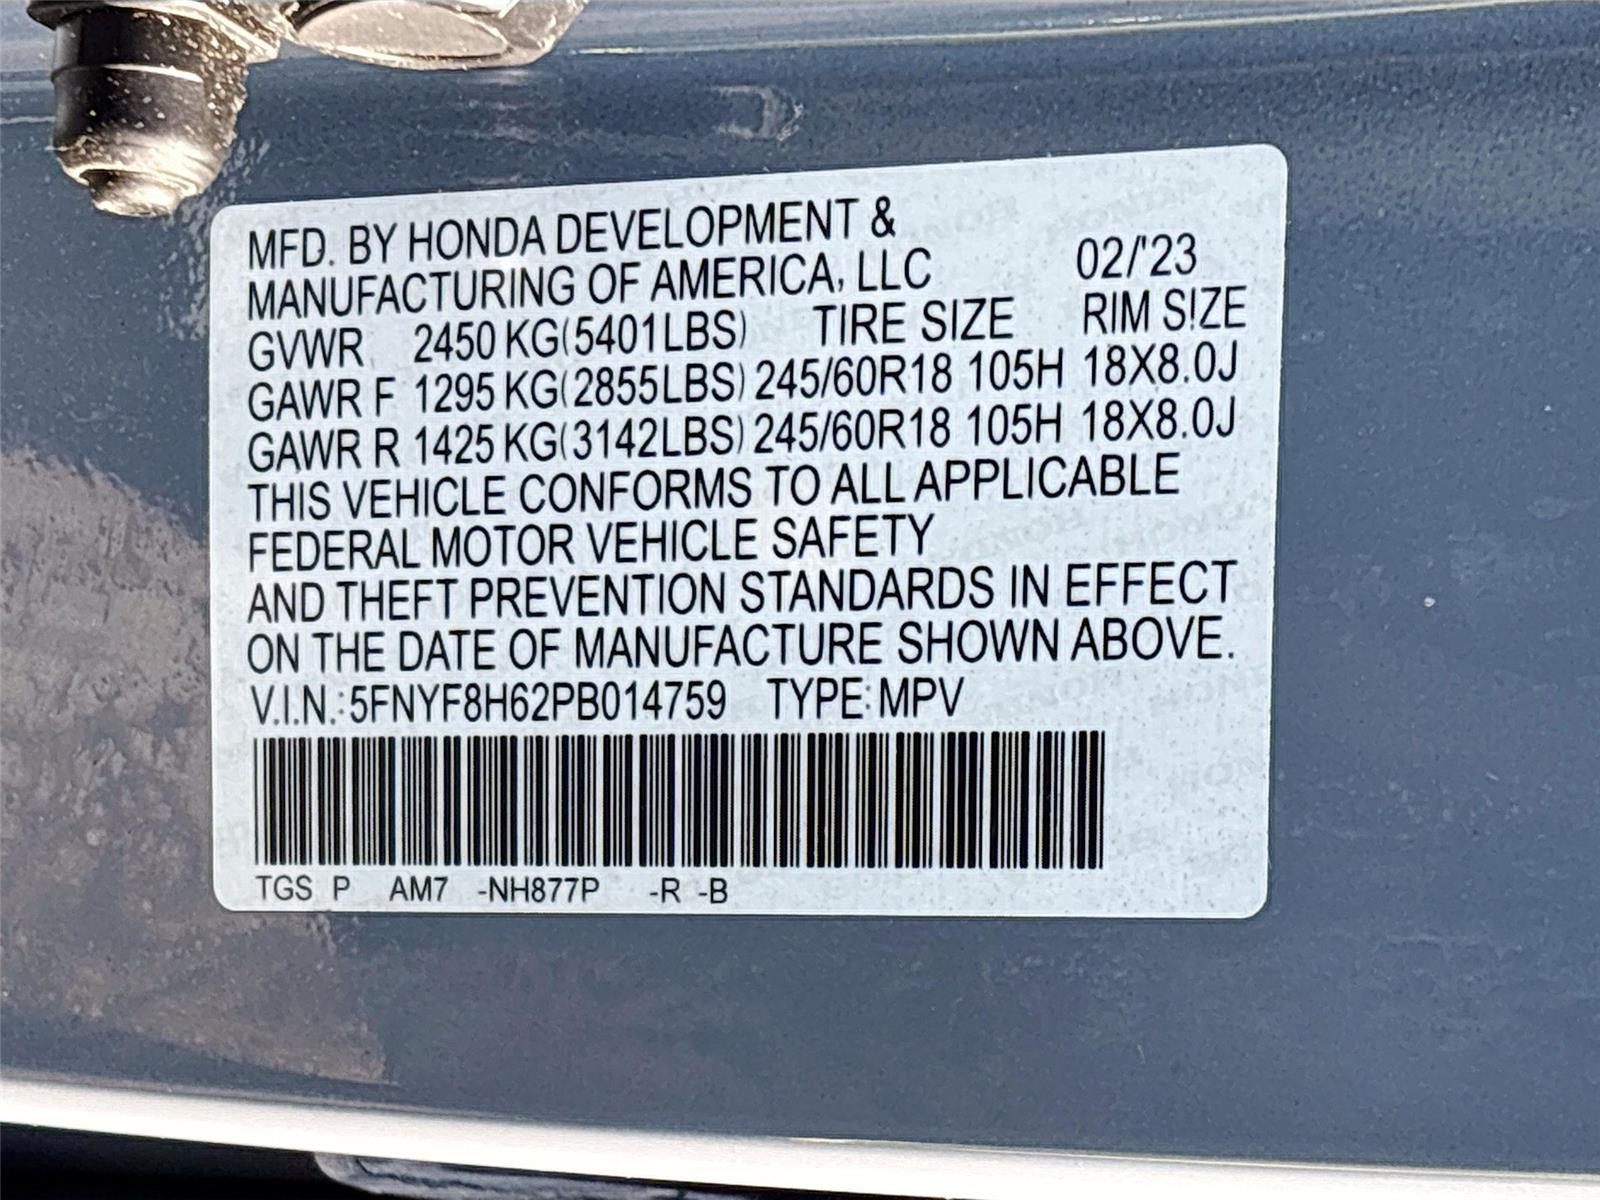 MFD. BY HONDA DEVELOPMENT &
MANUFACTURING OF AMERICA, LLC 02/'23
GVWR 2450 KG(5401LBS) TIRE SIZE RIM SIZE
GAWR F 1295 KG(2855LBS) 245/60R18 105H 18X8.0J
GAWR R 1425 KG(3142LBS) 245/60R18 105H 18X8.0J
THIS VEHICLE CONFORMS TO ALL APPLICABLE
FEDERAL MOTOR VEHICLE SAFETY
AND THEFT PREVENTION STANDARDS IN EFFECT
ON THE DATE OF MANUFACTURE SHOWN ABOVE.
V.I.N.:5FNYF8H62PB014759 TYPE:MPV
TGS P AM7 -NH877P -R -B